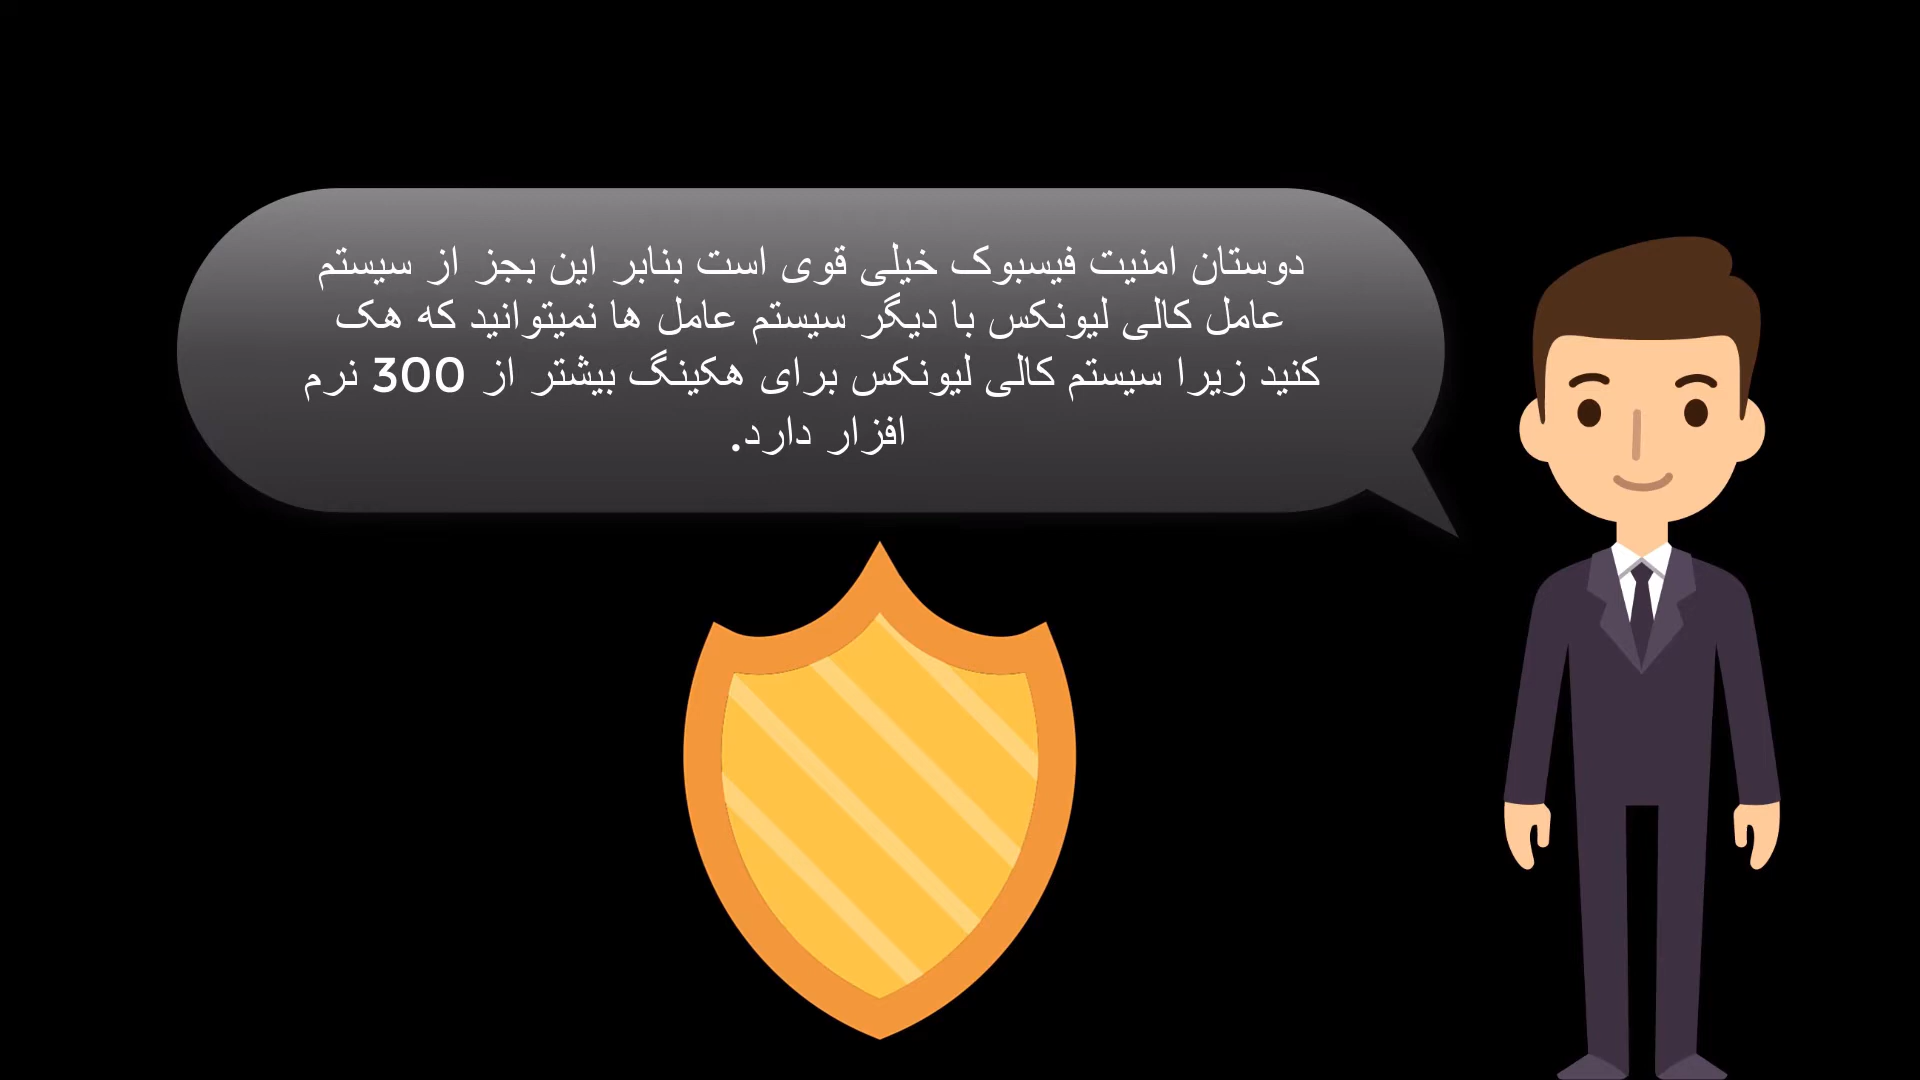 دوستان امنیت فیسبوک خیلی قوی است بنابر این بجز از سیستم
عامل کالی لیونکس با دیگر سیستم عامل ها نمیتوانید که هک
کنید زیرا سیستم کالی لیونکس برای هکینگ بیشتر از 300 نرم
افزار دارد.